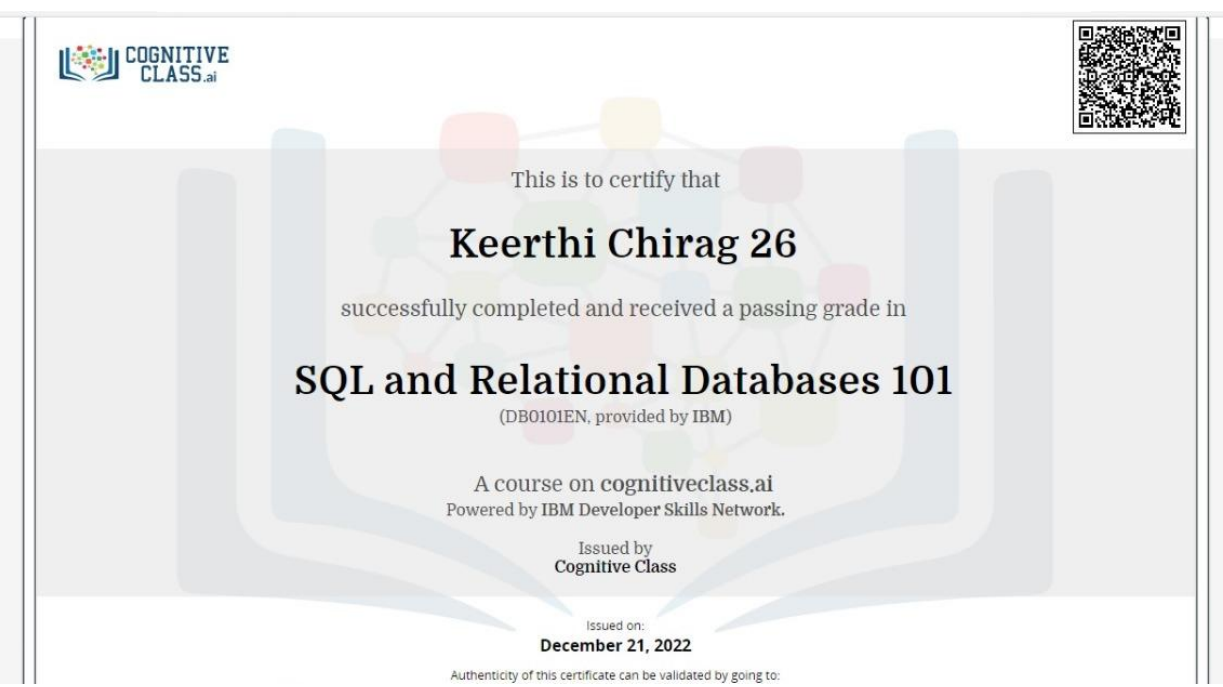 COGNITIVE
CLASS.ai
This is to certify that
Keerthi Chirag 26
successfully completed and received a passing grade in
SQL and Relational Databases 101
(DB0101EN, provided by IBM)
A course on cognitiveclass.ai
Powered by IBM Developer Skills Network.
Issued by
Cognitive Class
Issued on:
December 21, 2022
Authenticity of this certificate can be validated by going to: